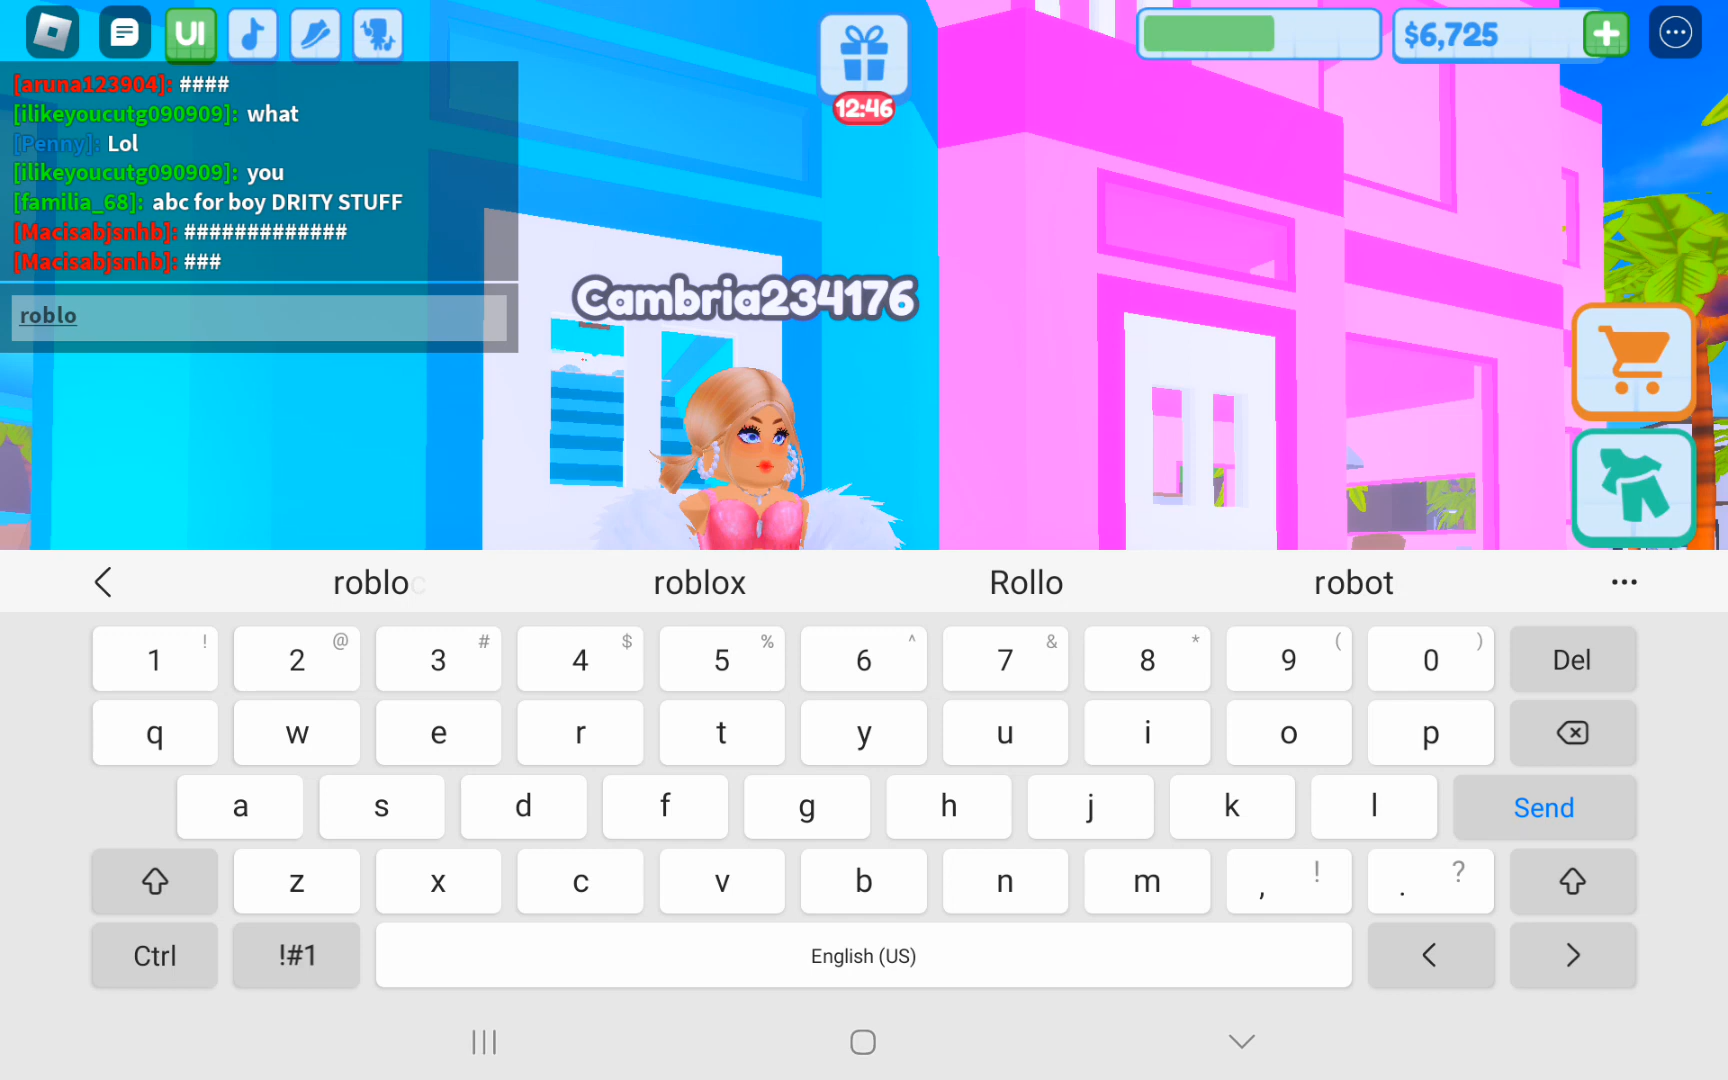 UI
12:46
$6,725
[aruna123904]: ####
[ilikeyoucutg090909]: what
[Penny]: Lol
[ilikeyoucutg090909]: you
[familia_68]: abc for boy DRITY STUFF
[Macisabjsnhb]: #############
[Macisabjsnhb]: ###
roblo
Cambria234176
robloc roblox Rollo robot ...
1 ! 2 @ 3 # 4 $ 5 % 6 ^ 7 & 8 * 9 ( 0 ) Del
q w e r t y u i o p
a s d f g h j k l Send
z x c v b n m , ! . ?
Ctrl !#1 English (US) < >